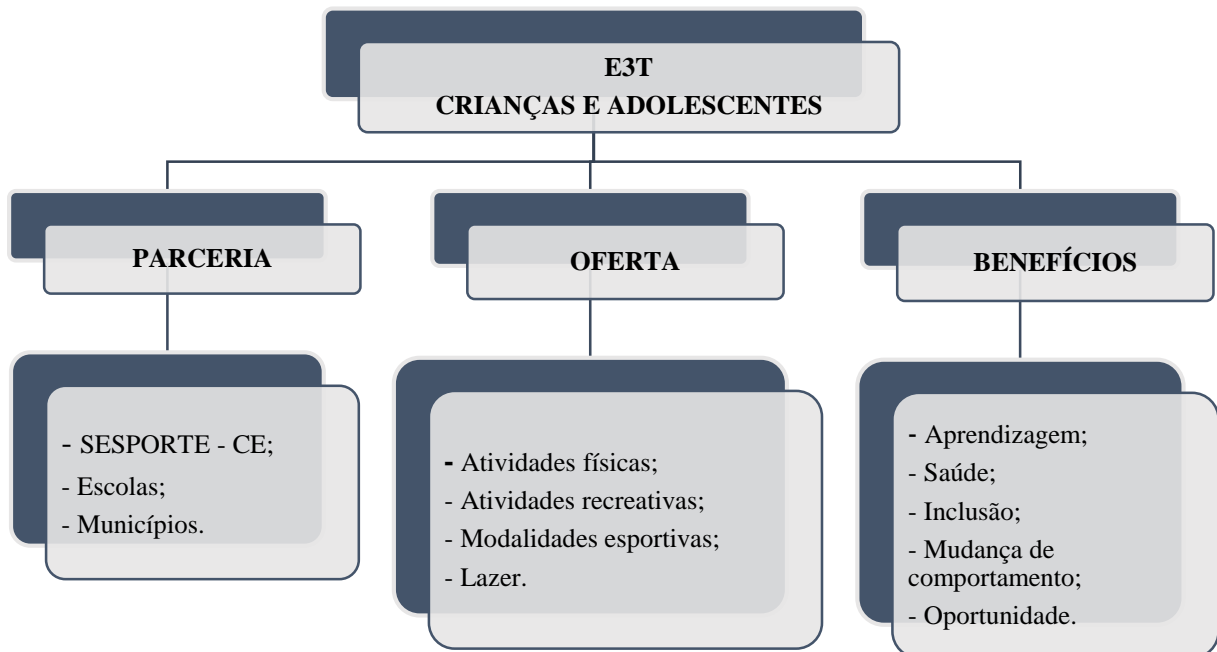 E3T
CRIANÇAS E ADOLESCENTES
PARCERIA
- SESPORTE - CE;
- Escolas;
- Municípios.
OFERTA
- Atividades físicas;
- Atividades recreativas;
- Modalidades esportivas;
- Lazer.
BENEFÍCIOS
- Aprendizagem;
- Saúde;
- Inclusão;
- Mudança de
comportamento;
- Oportunidade.